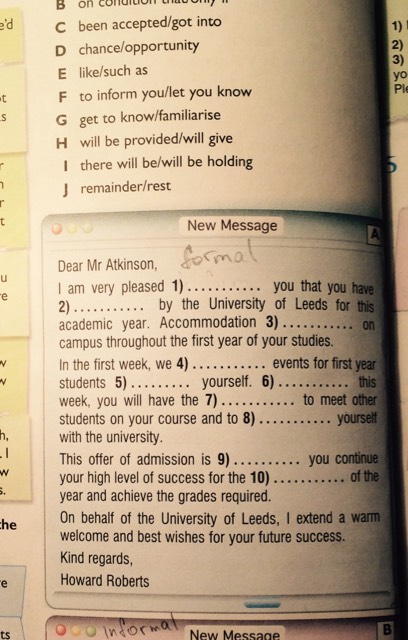 B on condition that/only if
C been accepted/got into
D chance/opportunity
E like/such as
F to inform you/let you know
G get to know/familiarise
H will be provided/will give
I there will be/will be holding
J remainder/rest
New Message
A
formal
Dear Mr Atkinson,
I am very pleased 1) ........... you that you have
2) ........... by the University of Leeds for this
academic year. Accommodation 3) ........... on
campus throughout the first year of your studies.
In the first week, we 4) ........... events for first year
students 5) ......... yourself. 6) ........... this
week, you will have the 7) ........... to meet other
students on your course and to 8) .......... yourself
with the university.
This offer of admission is 9) .......... you continue
your high level of success for the 10) .......... of the
year and achieve the grades required.
On behalf of the University of Leeds, I extend a warm
welcome and best wishes for your future success.
Kind regards,
Howard Roberts
informal
New Message
B
1)
2)
3)
yo
Ple
5